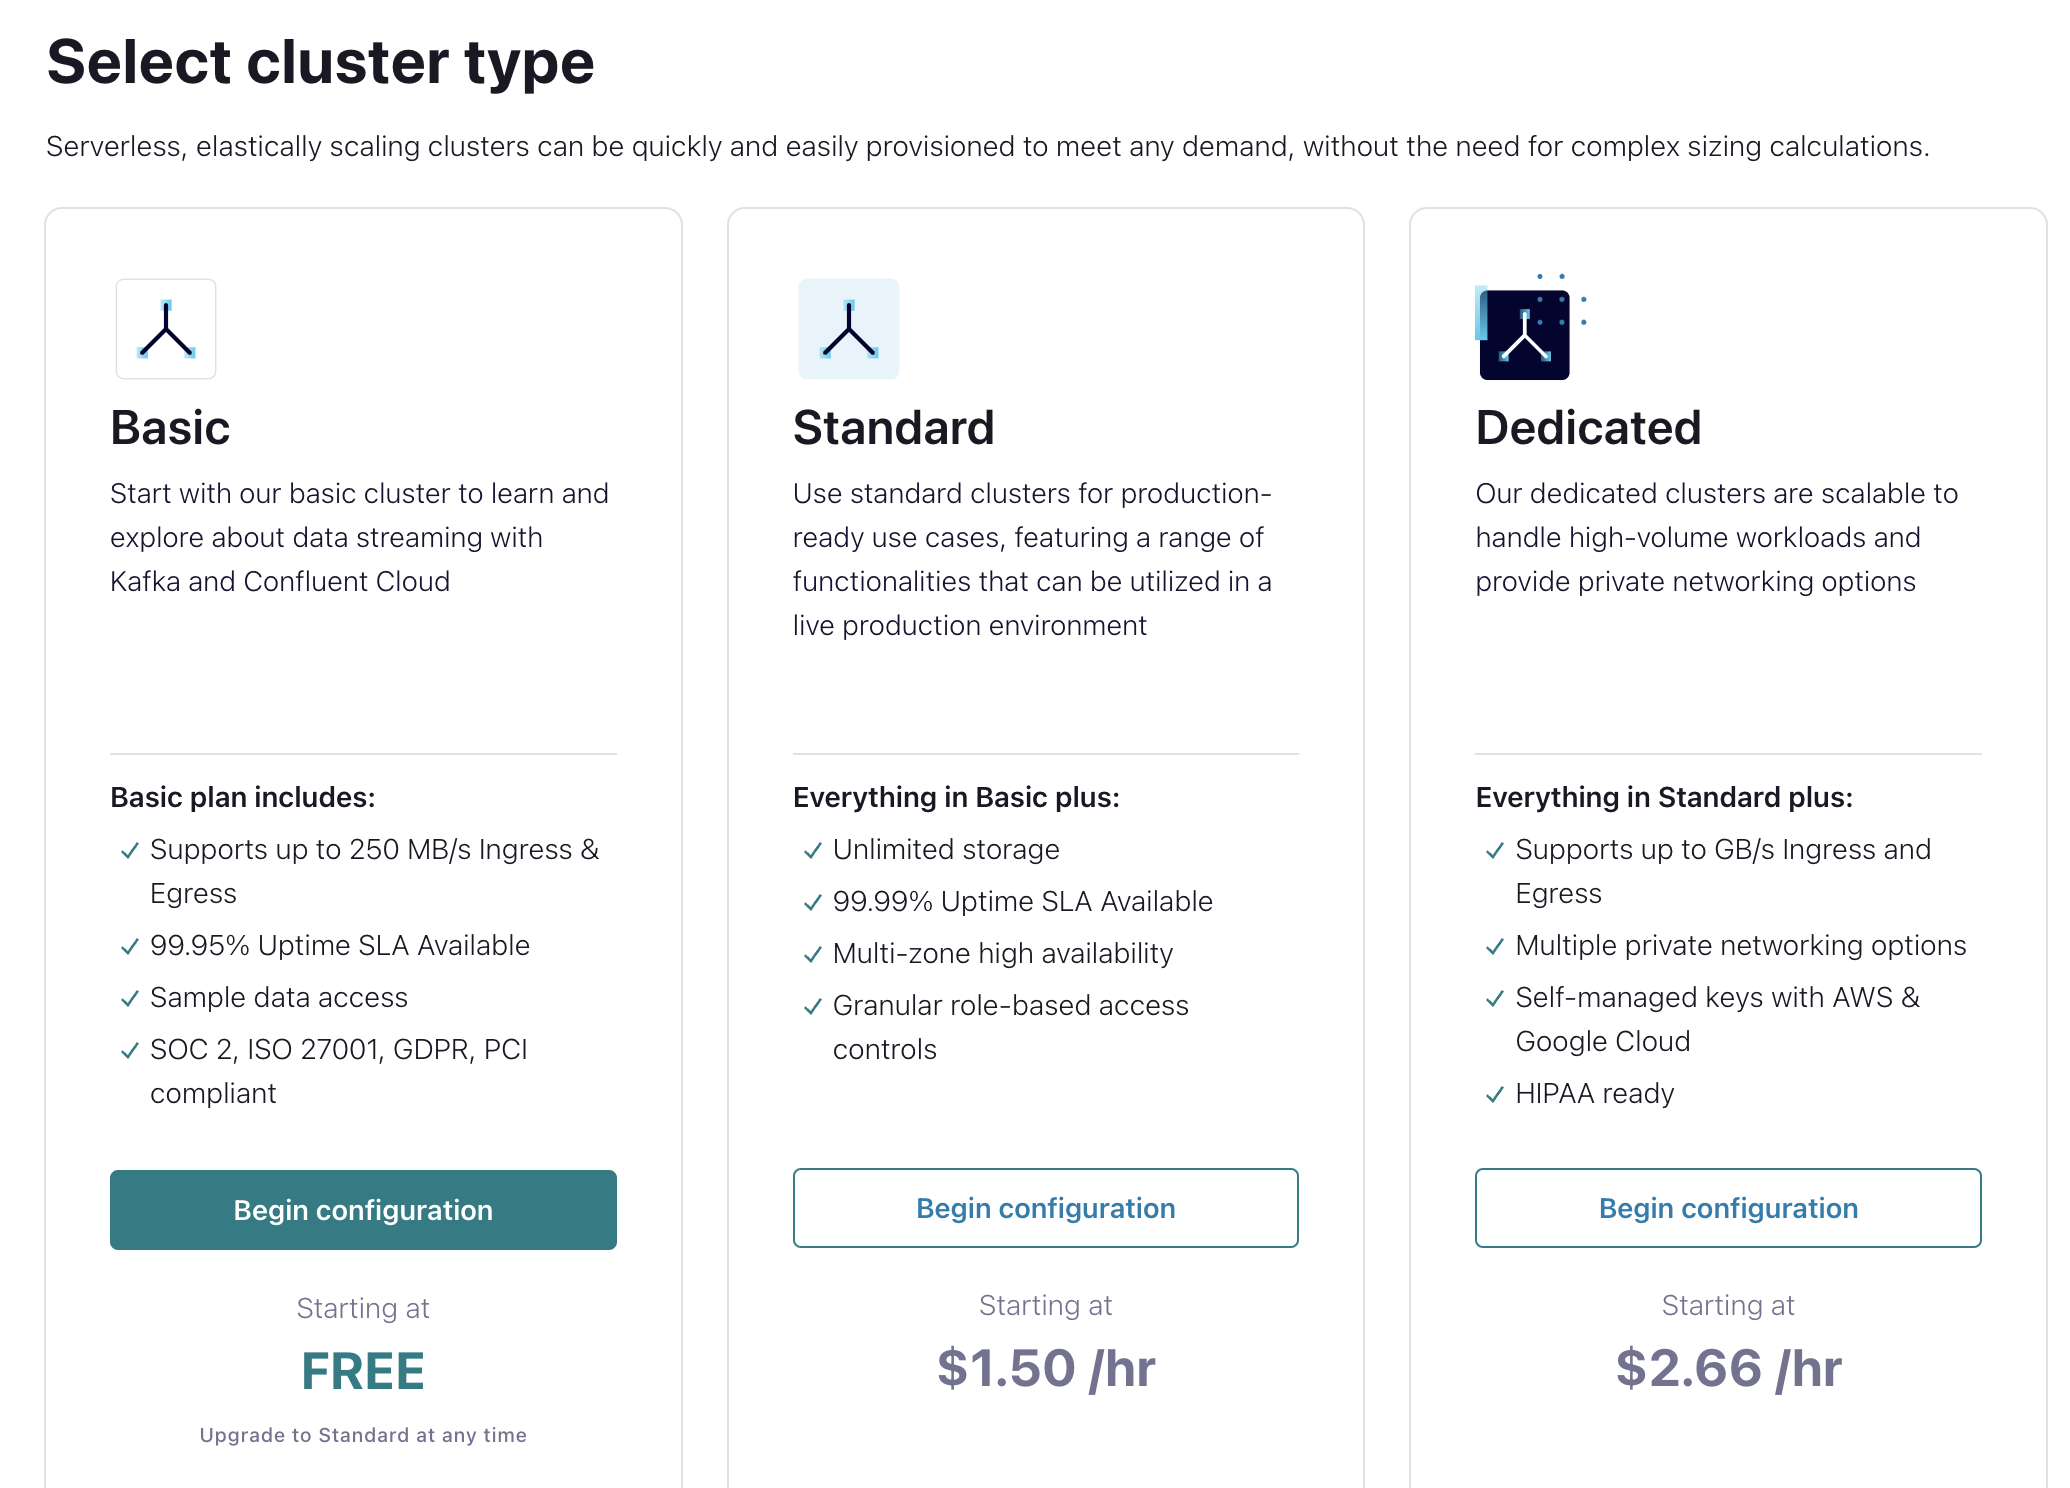 Select cluster type
Serverless, elastically scaling clusters can be quickly and easily provisioned to meet any demand, without the need for complex sizing calculations.
Basic
Start with our basic cluster to learn and
explore about data streaming with
Kafka and Confluent Cloud
Basic plan includes:
Supports up to 250 MB/s Ingress &
Egress
99.95% Uptime SLA Available
Sample data access
SOC 2, ISO 27001, GDPR, PCI
compliant
Begin configuration
Starting at
FREE
Upgrade to Standard at any time
Standard
Use standard clusters for production-
ready use cases, featuring a range of
functionalities that can be utilized in a
live production environment
Everything in Basic plus:
Unlimited storage
99.99% Uptime SLA Available
Multi-zone high availability
Granular role-based access
controls
Begin configuration
Starting at
$1.50 /hr
Dedicated
Our dedicated clusters are scalable to
handle high-volume workloads and
provide private networking options
Everything in Standard plus:
Supports up to GB/s Ingress and
Egress
Multiple private networking options
Self-managed keys with AWS &
Google Cloud
HIPAA ready
Begin configuration
Starting at
$2.66 /hr